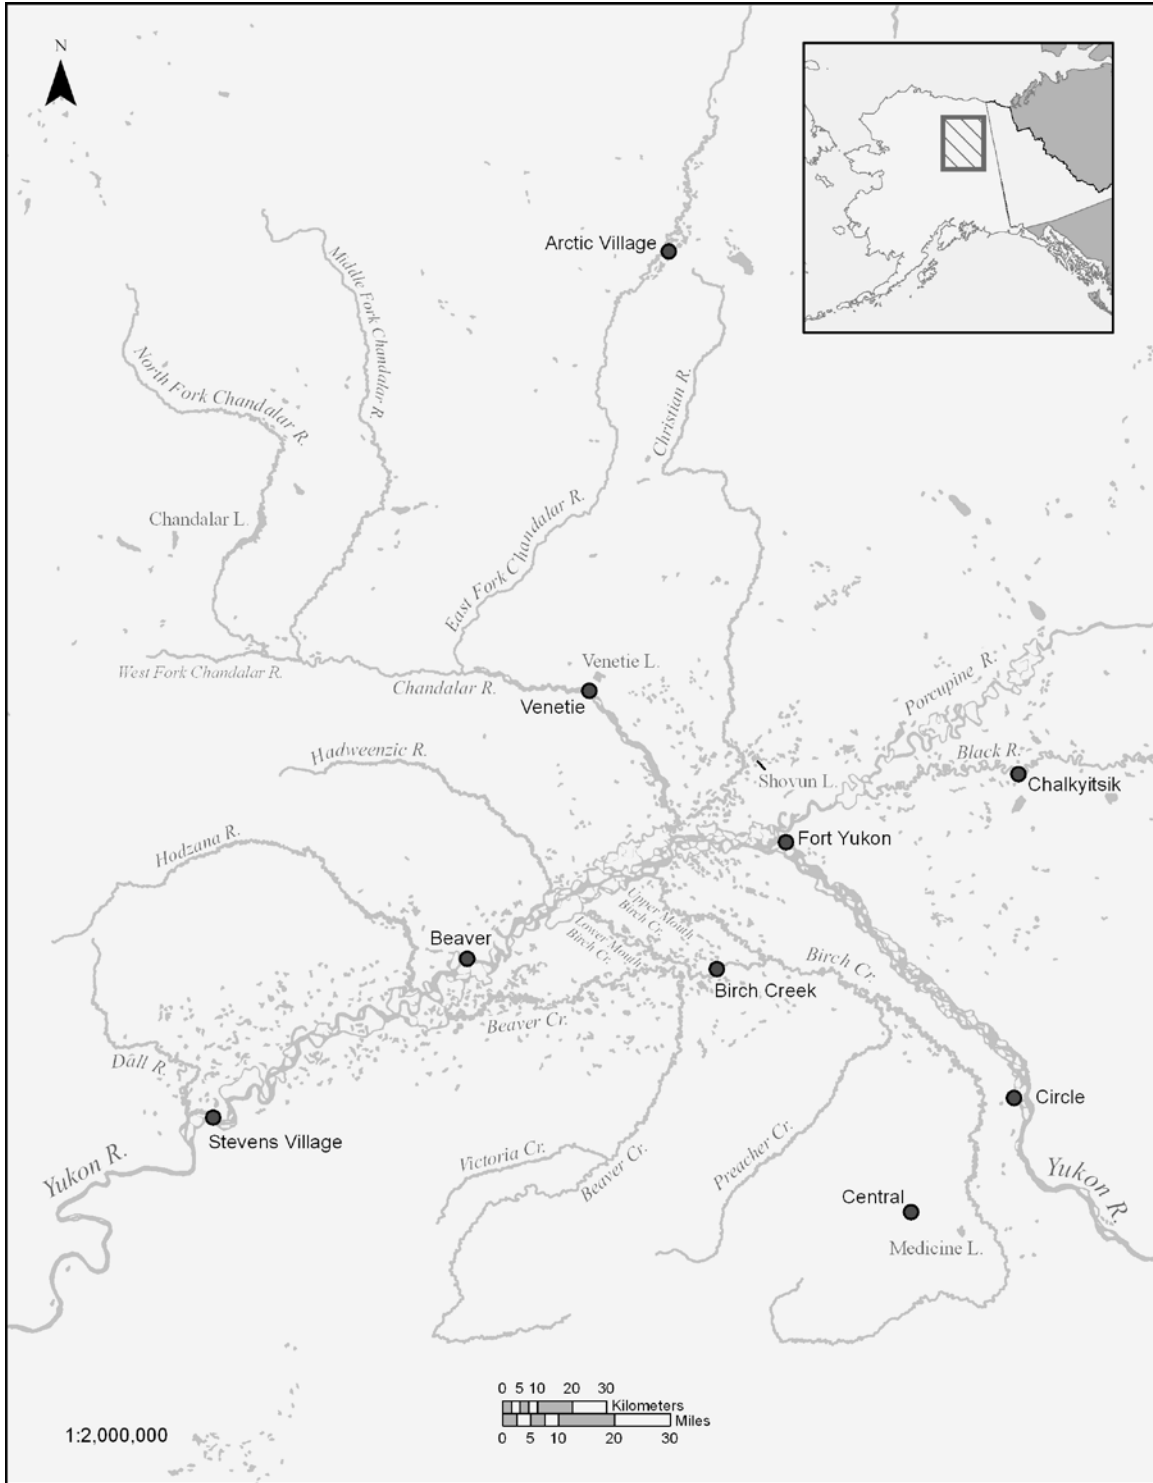 N
Arctic Village
Middle Fork Chandalar R.
North Fork Chandalar R.
Christian R.
Chandalar L.
East Fork Chandalar R.
West Fork Chandalar R.
Chandalar R.
Venetie L.
Venetie
Porcupine R.
Hadweenzic R.
Black R.
Shovun L.
Chalkyitsik
Hodzana R.
Fort Yukon
Upper Mouth
Birch Cr.
Lower Mouth
Birch Cr.
Beaver
Birch Cr.
Birch Creek
Beaver Cr.
Dall R.
Circle
Stevens Village
Yukon R.
Victoria Cr.
Beaver Cr.
Preacher Cr.
Yukon R.
Central
Medicine L.
0 5 10 20 30
Kilometers
Miles
0 5 10 20 30
1:2,000,000